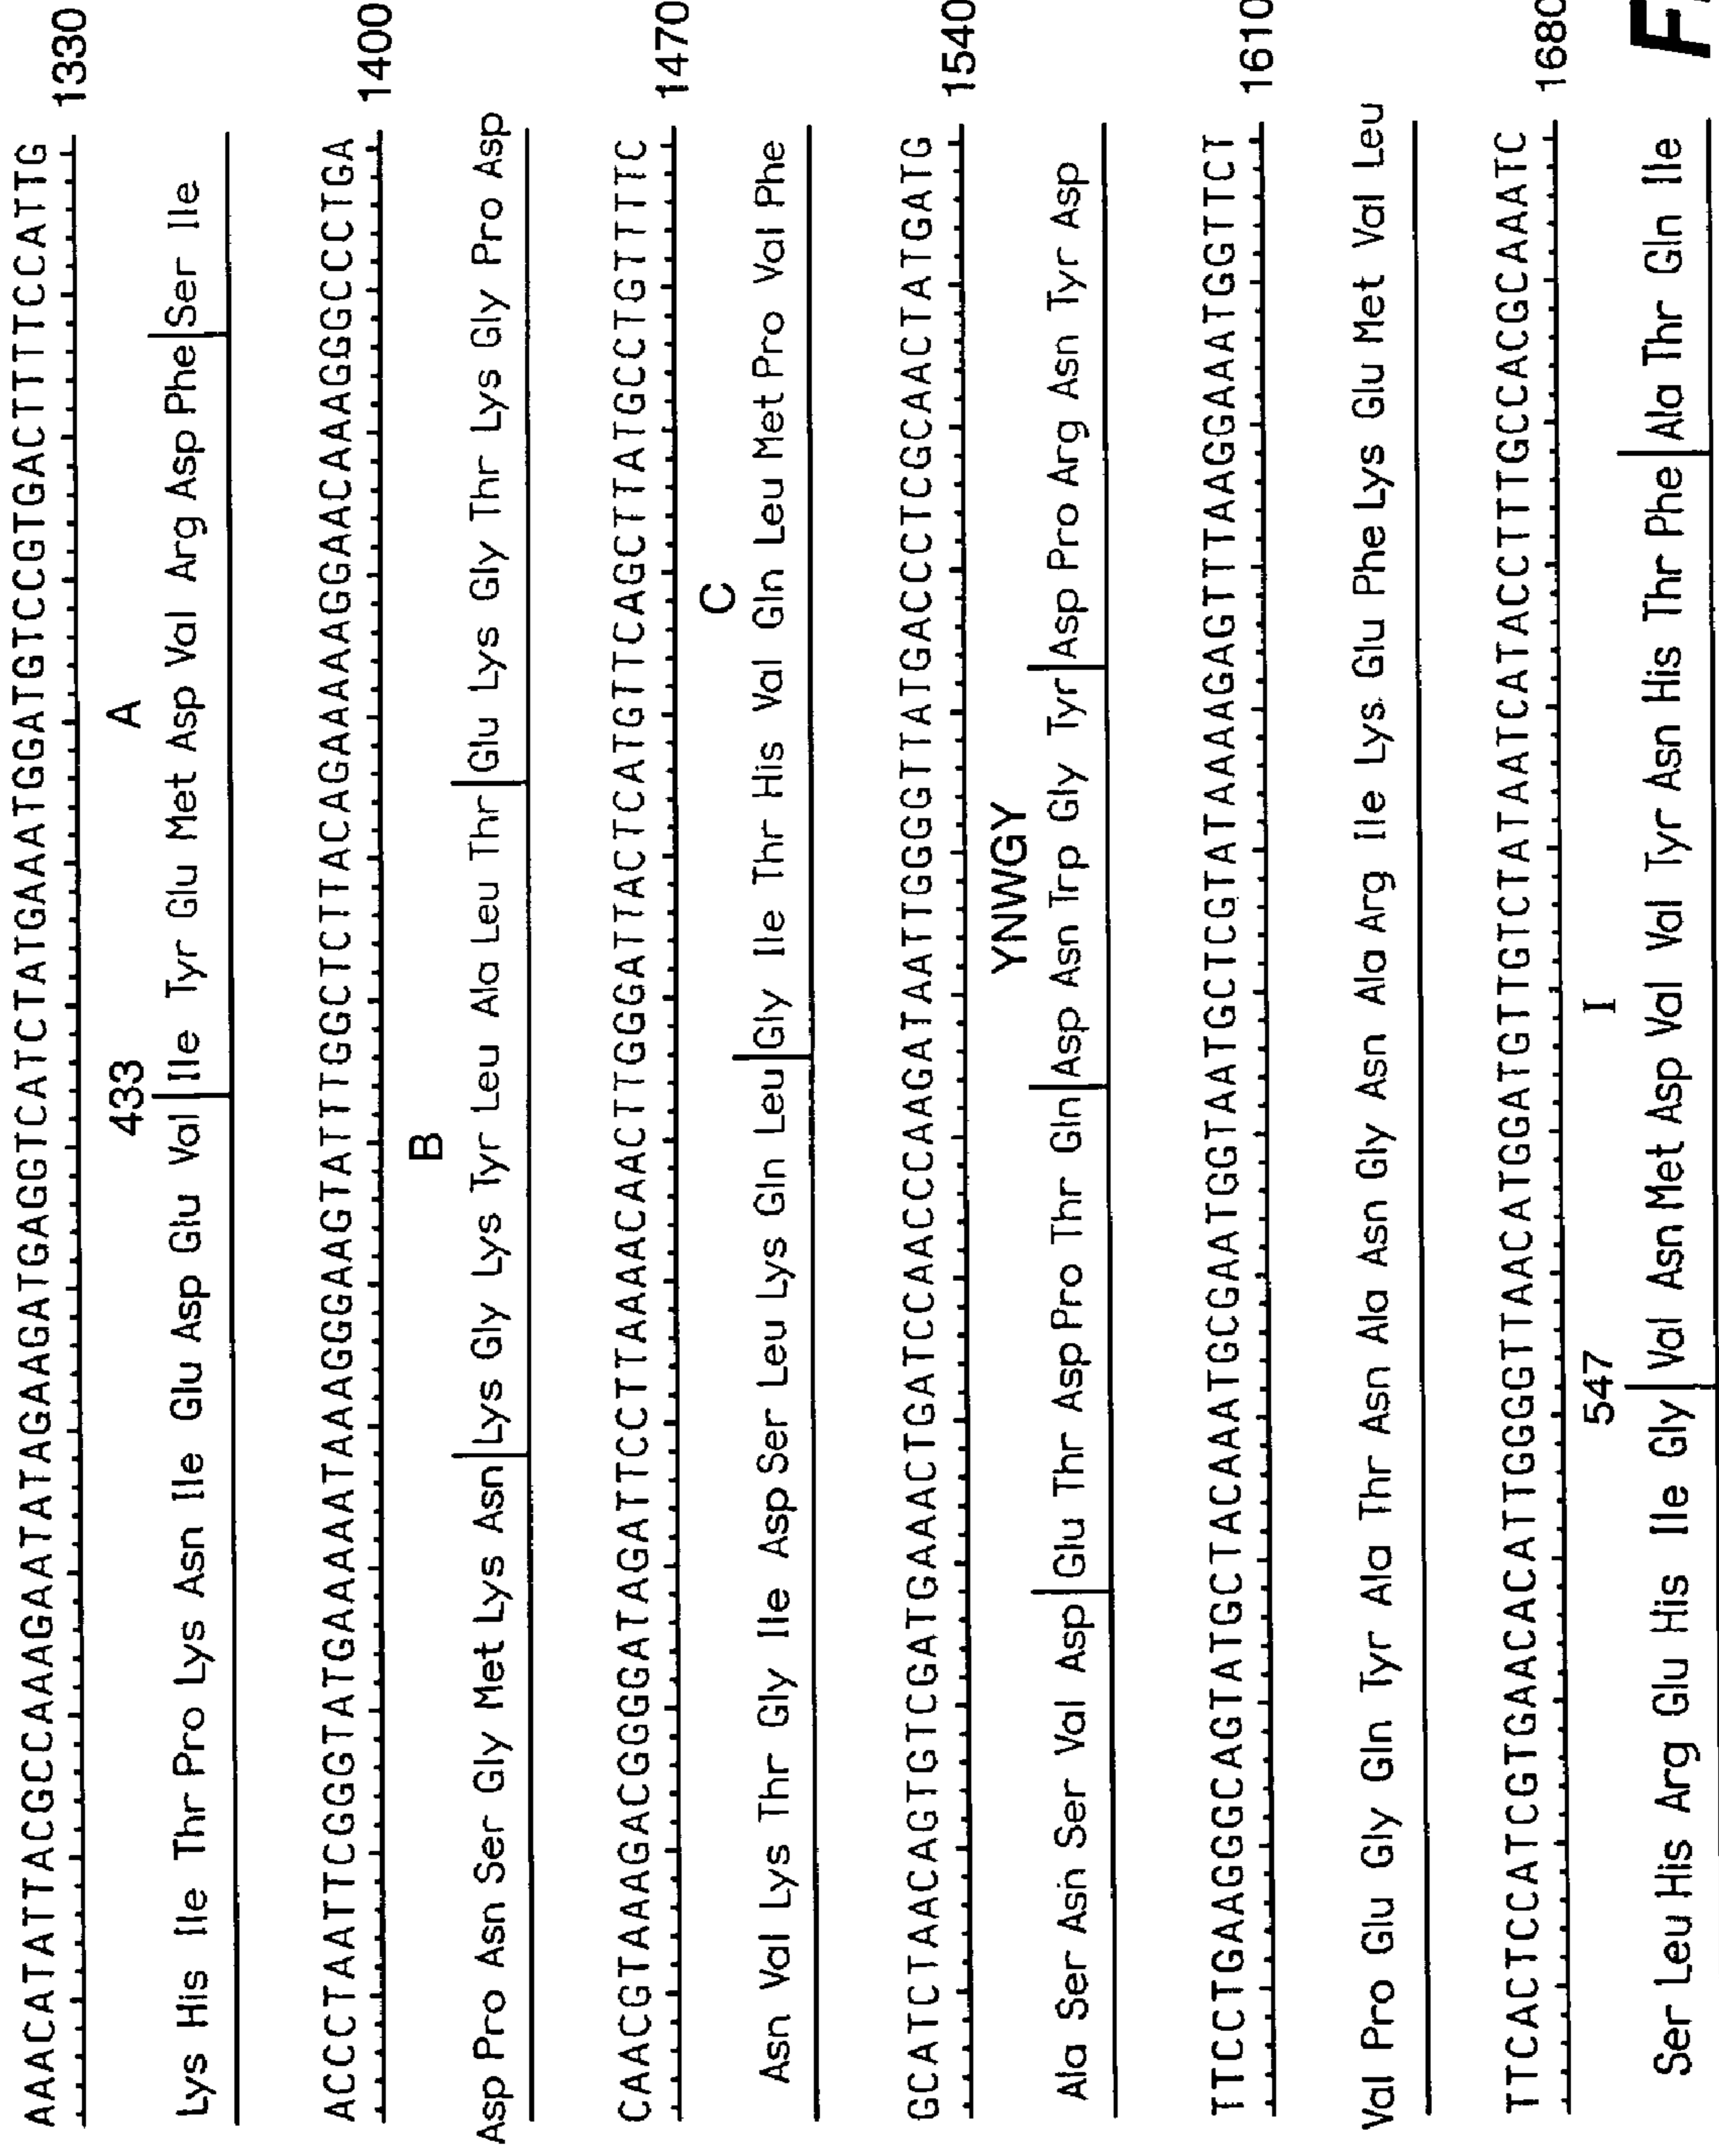 AAACATATTACGCCAAAGAATATAGAAGATGAGGTCATCTATGAAATGGATGTCCGTGACTTTTCCATTG 1330
433 A
Lys His Ile Thr Pro Lys Asn Ile Glu Asp Glu Val Ile Tyr Glu Met Asp Val Arg Asp Phe Ser Ile
ACCCTAATTCGGGTATGAAAAATAAAGGGAAGTATTTGGCTCTTACAGAAAAAGGAACAAAGGGCCCTGA 1400
B
Asp Pro Asn Ser Gly Met Lys Asn Lys Gly Lys Tyr Leu Ala Leu Thr Glu Lys Gly Thr Lys Gly Pro Asp
CAACGTAAAGACGGGGATAGATTCCTTAAAACAACTTGGGATTACTCATGTTCAGCTTATGCCTGTTTTC 1470
C
Asn Val Lys Thr Gly Ile Asp Ser Leu Lys Gln Leu Gly Ile Thr His Val Gln Leu Met Pro Val Phe
GCATCTAACAGTGTCGATGAAACTGATCCAACCCAAGATAATTGGGGTTATGACCCTCGCAACTATGATG 1540
YNWGY
Ala Ser Asn Ser Val Asp Glu Thr Asp Pro Thr Gln Asp Asn Trp Gly Tyr Asp Pro Arg Asn Tyr Asp
TTCCTGAAGGGCAGTATGCTACAAATGCGAATGGTAATGCTCGTATAAAAGAGTTTAAGGAAATGGTTCT 1610
Val Pro Glu Gly Gln Tyr Ala Thr Asn Ala Asn Gly Asn Ala Arg Ile Lys Glu Phe Lys Glu Met Val Leu
TTCACTCCATCGTGAACACATTGGGGTTAACATGGATGTTGTCTATAATCATACCTTTGCCACGCAAATC 1680
547 I
Ser Leu His Arg Glu His Ile Gly Val Asn Met Asp Val Val Tyr Asn His Thr Phe Ala Thr Gln Ile